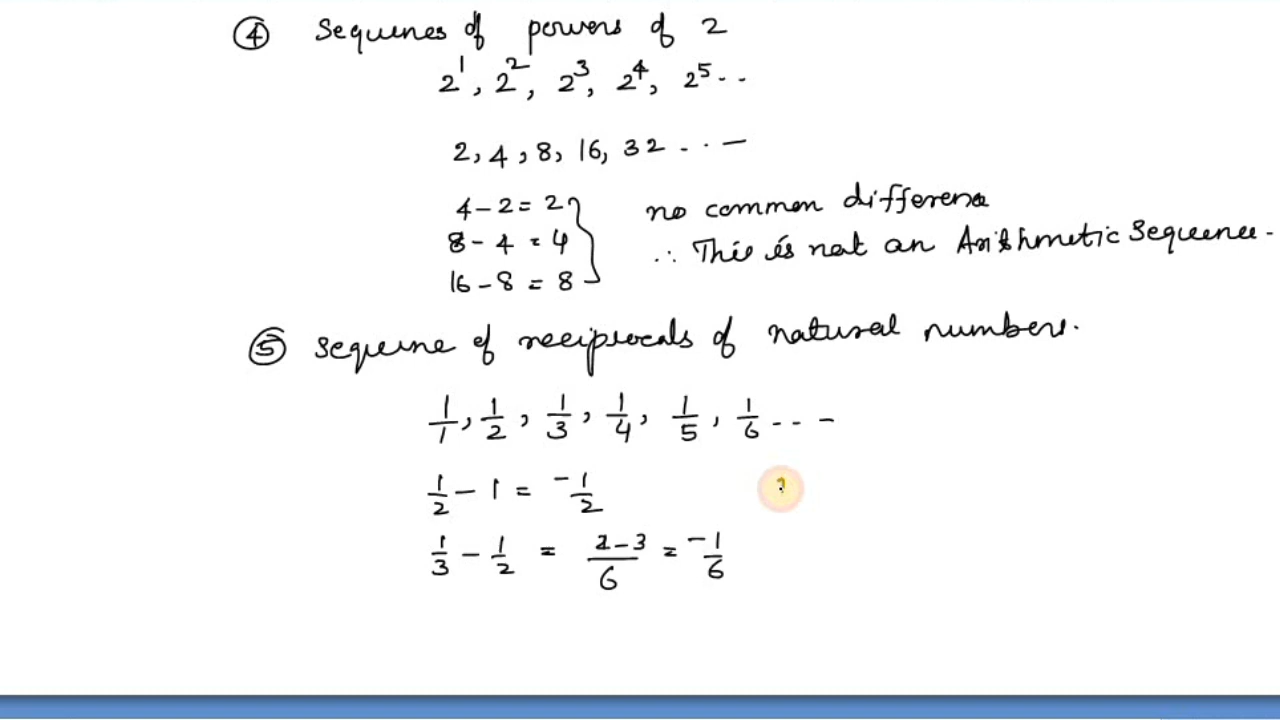 ④ Sequenes of powers of 2
2¹, 2², 2³, 2⁴, 2⁵..
2, 4, 8, 16, 32 ...—
4 - 2 = 2
8 - 4 = 4
16 - 8 = 8
no common differena
∴ This is not an Arithmetic Sequence.
⑤ Sequene of reciprocals of natural numbers.
1/1, 1/2, 1/3, 1/4, 1/5, 1/6 ...-
1/2 - 1 = -1/2
1/3 - 1/2 = 2-3/6 = -1/6